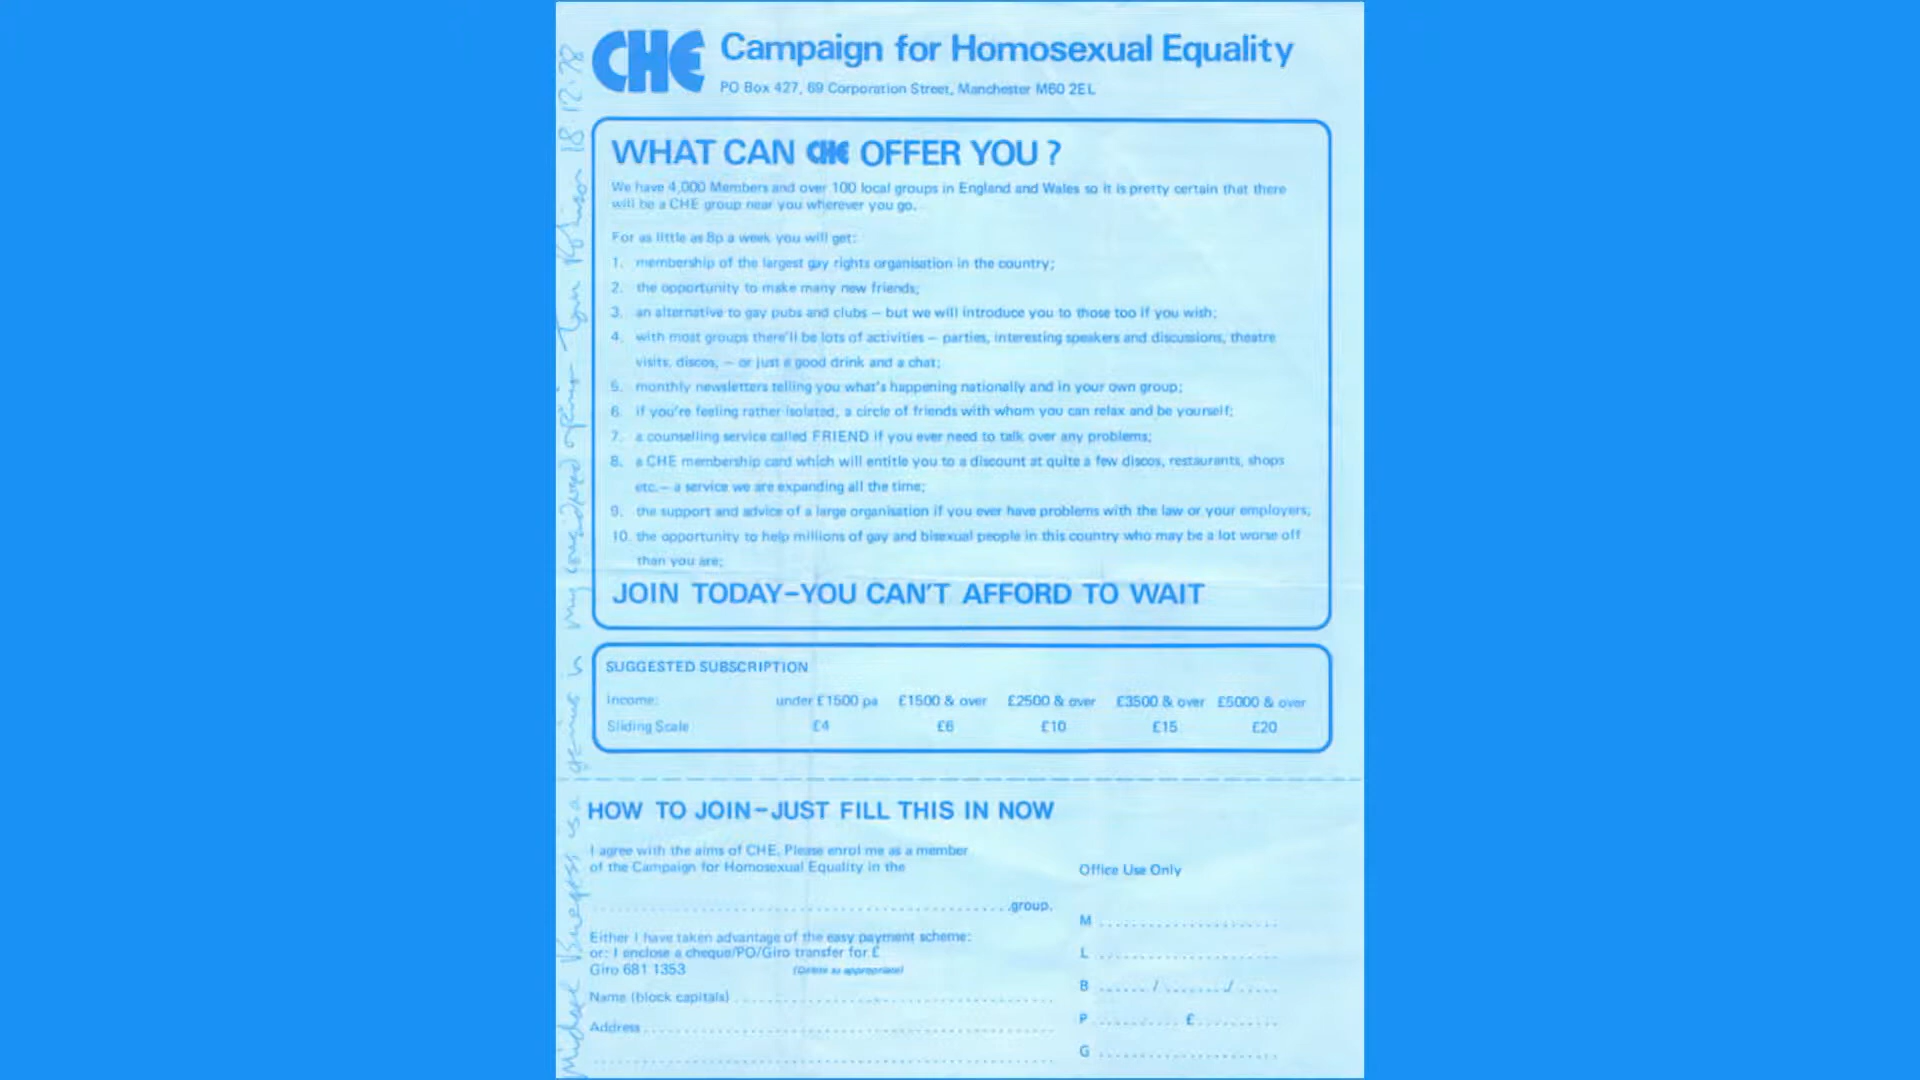 CHE Campaign for Homosexual Equality
PO Box 427, 69 Corporation Street, Manchester M60 2EL
WHAT CAN CHE OFFER YOU ?
We have 4,000 Members and over 100 local groups in England and Wales so it is pretty certain that there
will be a CHE group near you wherever you go.
For as little as 8p a week you will get:
1. membership of the largest gay rights organisation in the country;
2. the opportunity to make many new friends;
3. an alternative to gay pubs and clubs – but we will introduce you to those too if you wish;
4. with most groups there'll be lots of activities – parties, interesting speakers and discussions, theatre
visits, discos, – or just a good drink and a chat;
5. monthly newsletters telling you what's happening nationally and in your own group;
6. if you're feeling rather isolated, a circle of friends with whom you can relax and be yourself;
7. a counselling service called FRIEND if you ever need to talk over any problems;
8. a CHE membership card which will entitle you to a discount at quite a few discos, restaurants, shops
etc.– a service we are expanding all the time;
9. the support and advice of a large organisation if you ever have problems with the law or your employers;
10. the opportunity to help millions of gay and bisexual people in this country who may be a lot worse off
than you are;
JOIN TODAY–YOU CAN'T AFFORD TO WAIT
SUGGESTED SUBSCRIPTION
Income: under £1500 pa £1500 & over £2500 & over £3500 & over £5000 & over
Sliding Scale £4 £6 £10 £15 £20
HOW TO JOIN–JUST FILL THIS IN NOW
I agree with the aims of CHE. Please enrol me as a member
of the Campaign for Homosexual Equality in the
group.
Either I have taken advantage of the easy payment scheme:
or: I enclose a cheque/PO/Giro transfer for £
Giro 681 1353 (Delete as appropriate)
Name (block capitals)
Address
Office Use Only
M
L
B / /
P £
G
Michael Burgess is a genius in my considered opinion Tom Robinson 18.12.78